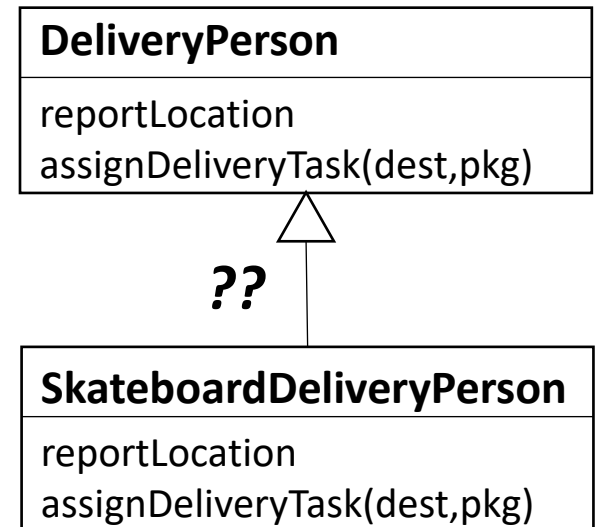 DeliveryPerson
reportLocation
assignDeliveryTask(dest,pkg)
??
SkateboardDeliveryPerson
reportLocation
assignDeliveryTask(dest,pkg)